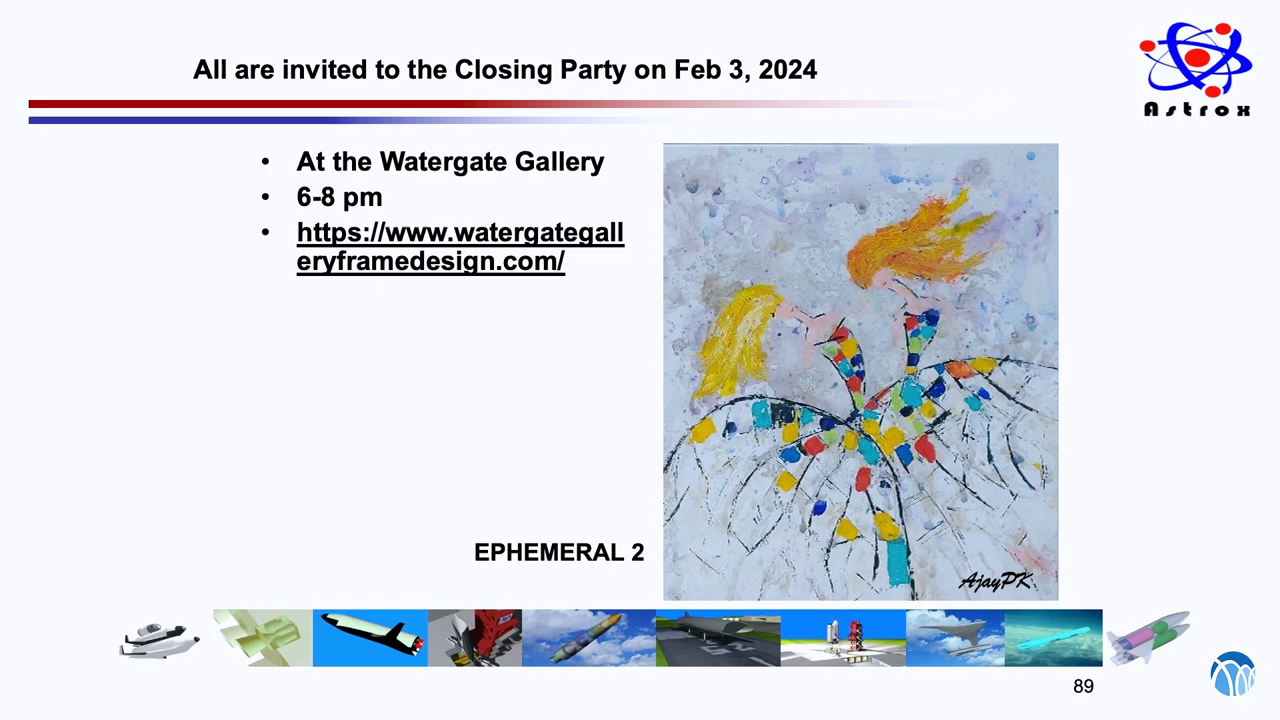 All are invited to the Closing Party on Feb 3, 2024
Astrox
• At the Watergate Gallery
• 6-8 pm
• https://www.watergategall
eryframedesign.com/
EPHEMERAL 2
AjayPK
89